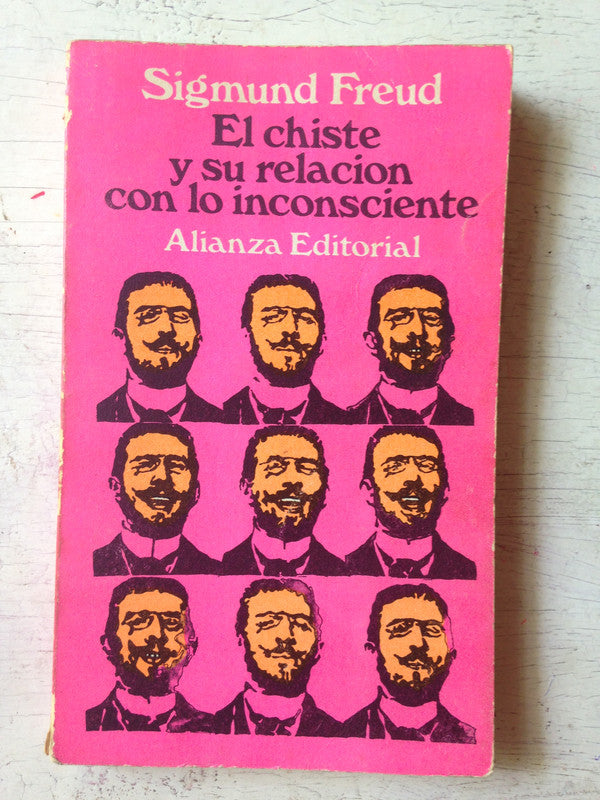 Sigmund Freud
El chiste
y su relacion
con lo inconsciente
Alianza Editorial